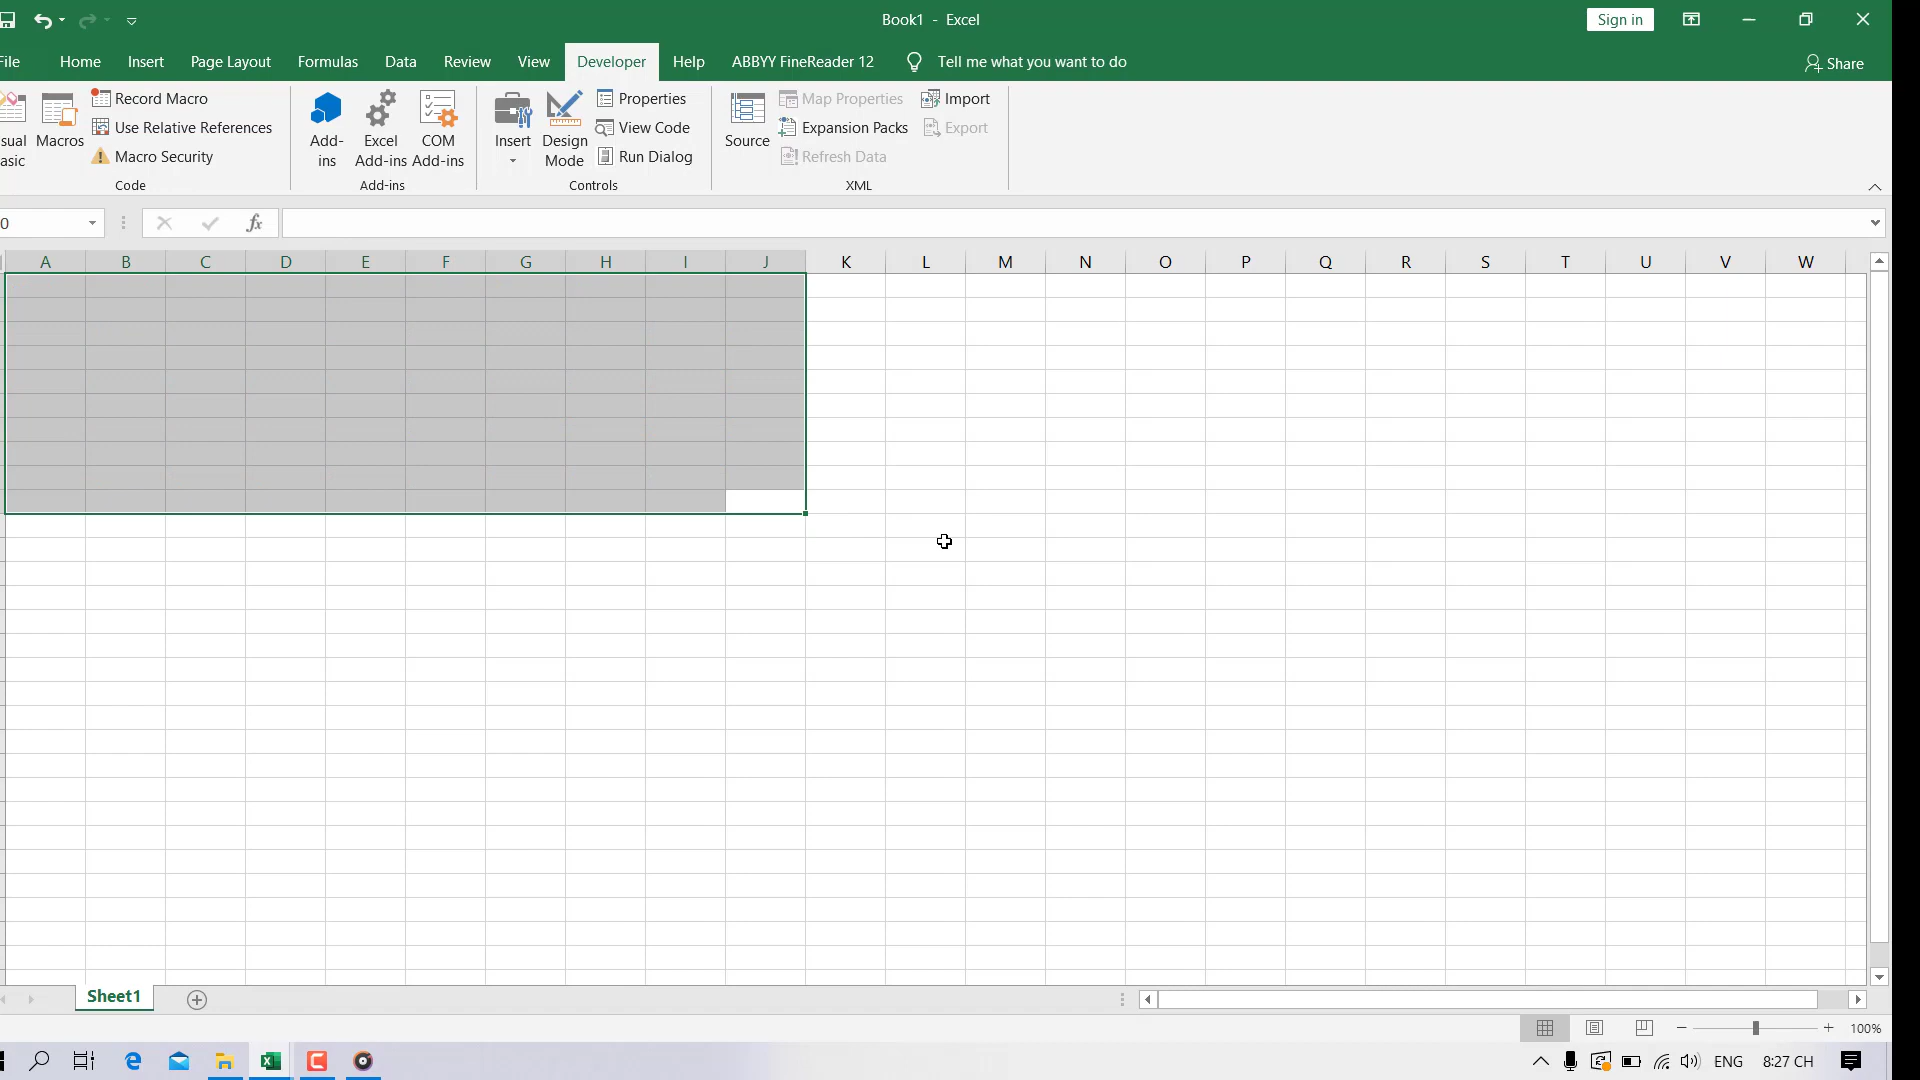 Book1 - Excel
Sign in
File Home Insert Page Layout Formulas Data Review View Developer Help ABBYY FineReader 12 Tell me what you want to do Share
sual
asic
Macros
Record Macro
Use Relative References
Macro Security
Code
Add-
ins
Excel
Add-ins
COM
Add-ins
Add-ins
Insert
Design
Mode
Properties
View Code
Run Dialog
Controls
Source
Map Properties
Expansion Packs
Refresh Data
Import
Export
XML
0
fx
A B C D E F G H I J K L M N O P Q R S T U V W
Sheet1
100%
ENG 8:27 CH